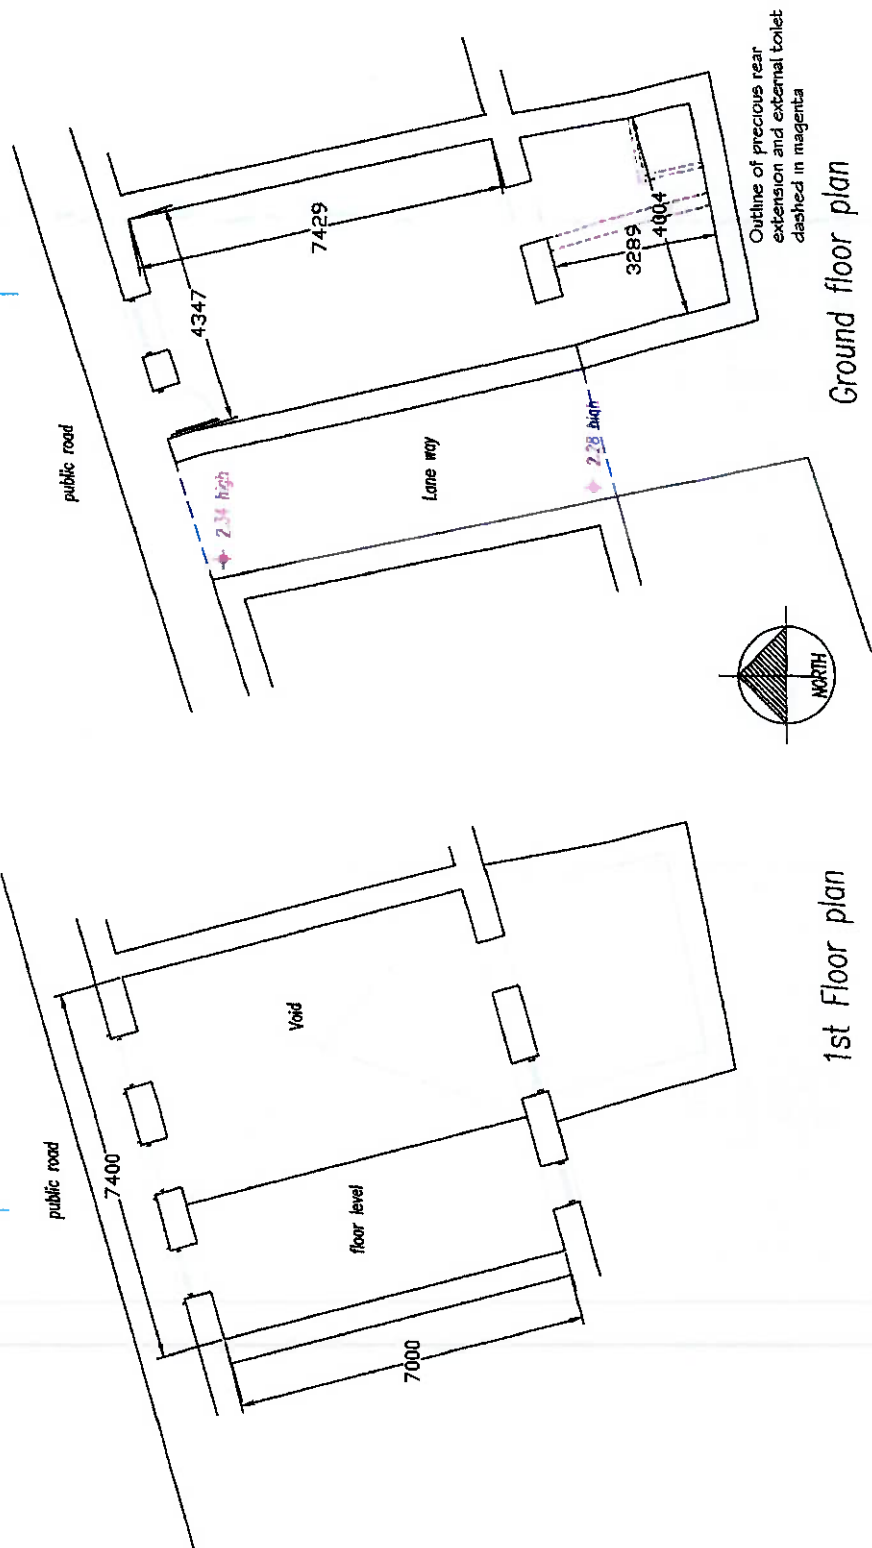 public road
4347
7429
2.34 high
Lane way
2.28 high
3289
4004
Outline of precious rear
extension and external toilet
dashed in magenta
Ground floor plan
NORTH
public road
7400
Void
floor level
7000
1st Floor plan